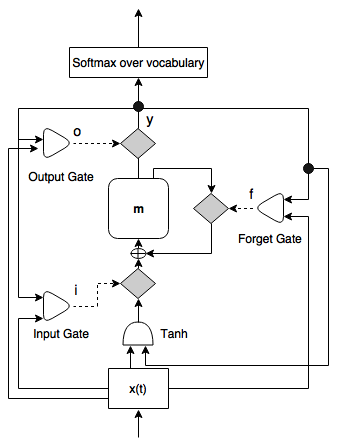 Softmax over vocabulary
y
o
Output Gate
m
f
Forget Gate
i
Input Gate
Tanh
x(t)